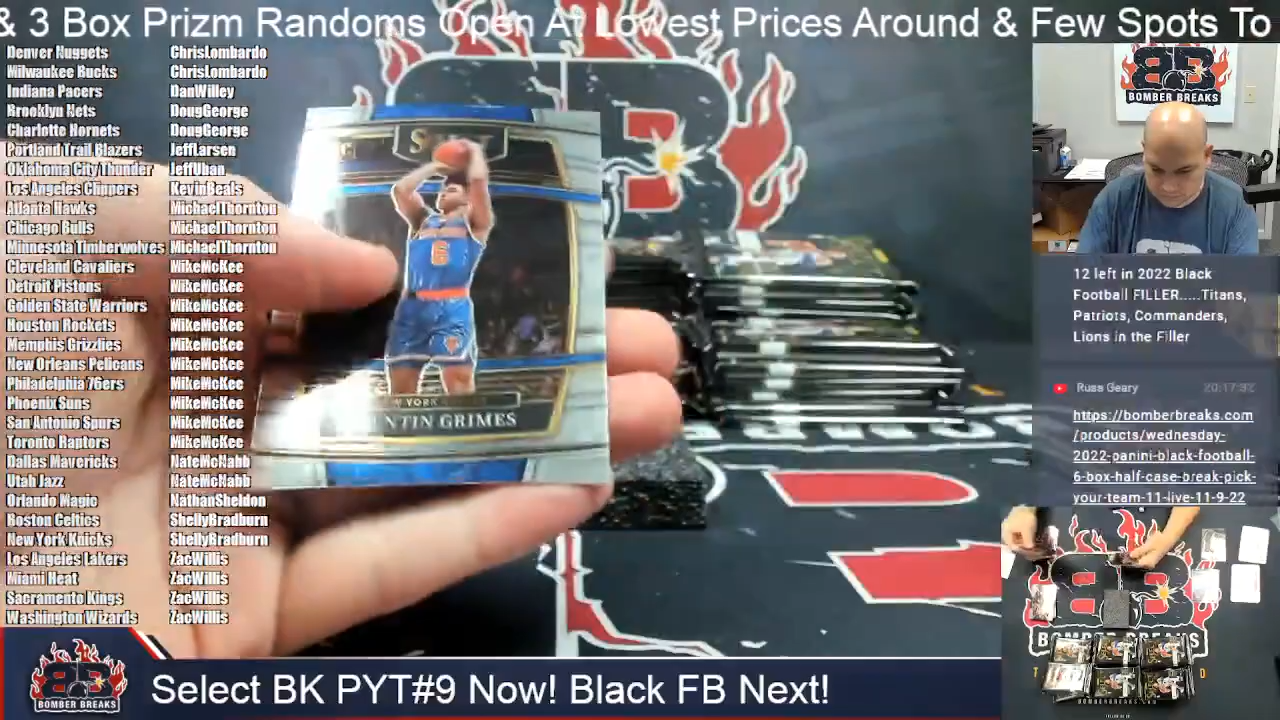 & 3 Box Prizm Randoms Open At Lowest Prices Around & Few Spots To
Denver Nuggets ChrisLombardo
Milwaukee Bucks ChrisLombardo
Indiana Pacers DanWilley
Brooklyn Nets DougGeorge
Charlotte Hornets DougGeorge
Portland Trail Blazers JeffLarsen
Oklahoma City Thunder JeffUban
Los Angeles Clippers KevinBeals
Atlanta Hawks MichaelThornton
Chicago Bulls MichaelThornton
Minnesota Timberwolves MichaelThornton
Cleveland Cavaliers MikeMcKee
Detroit Pistons MikeMcKee
Golden State Warriors MikeMcKee
Houston Rockets MikeMcKee
Memphis Grizzlies MikeMcKee
New Orleans Pelicans MikeMcKee
Philadelphia 76ers MikeMcKee
Phoenix Suns MikeMcKee
San Antonio Spurs MikeMcKee
Toronto Raptors MikeMcKee
Dallas Mavericks NateMcNabb
Utah Jazz NateMcNabb
Orlando Magic NathanSheldon
Boston Celtics ShellyBradburn
New York Knicks ShellyBradburn
Los Angeles Lakers ZacWillis
Miami Heat ZacWillis
Sacramento Kings ZacWillis
Washington Wizards ZacWillis
6
W YORK
NTIN GRIMES
BOMBER BREAKS
12 left in 2022 Black
Football FILLER.....Titans,
Patriots, Commanders,
Lions in the Filler
Russ Geary 20:17:32
https://bomberbreaks.com
/products/wednesday-
2022-panini-black-football-
6-box-half-case-break-pick-
your-team-11-live-11-9-22
BOMBER BREAKS
BOMBER BREAKS
Select BK PYT#9 Now! Black FB Next!